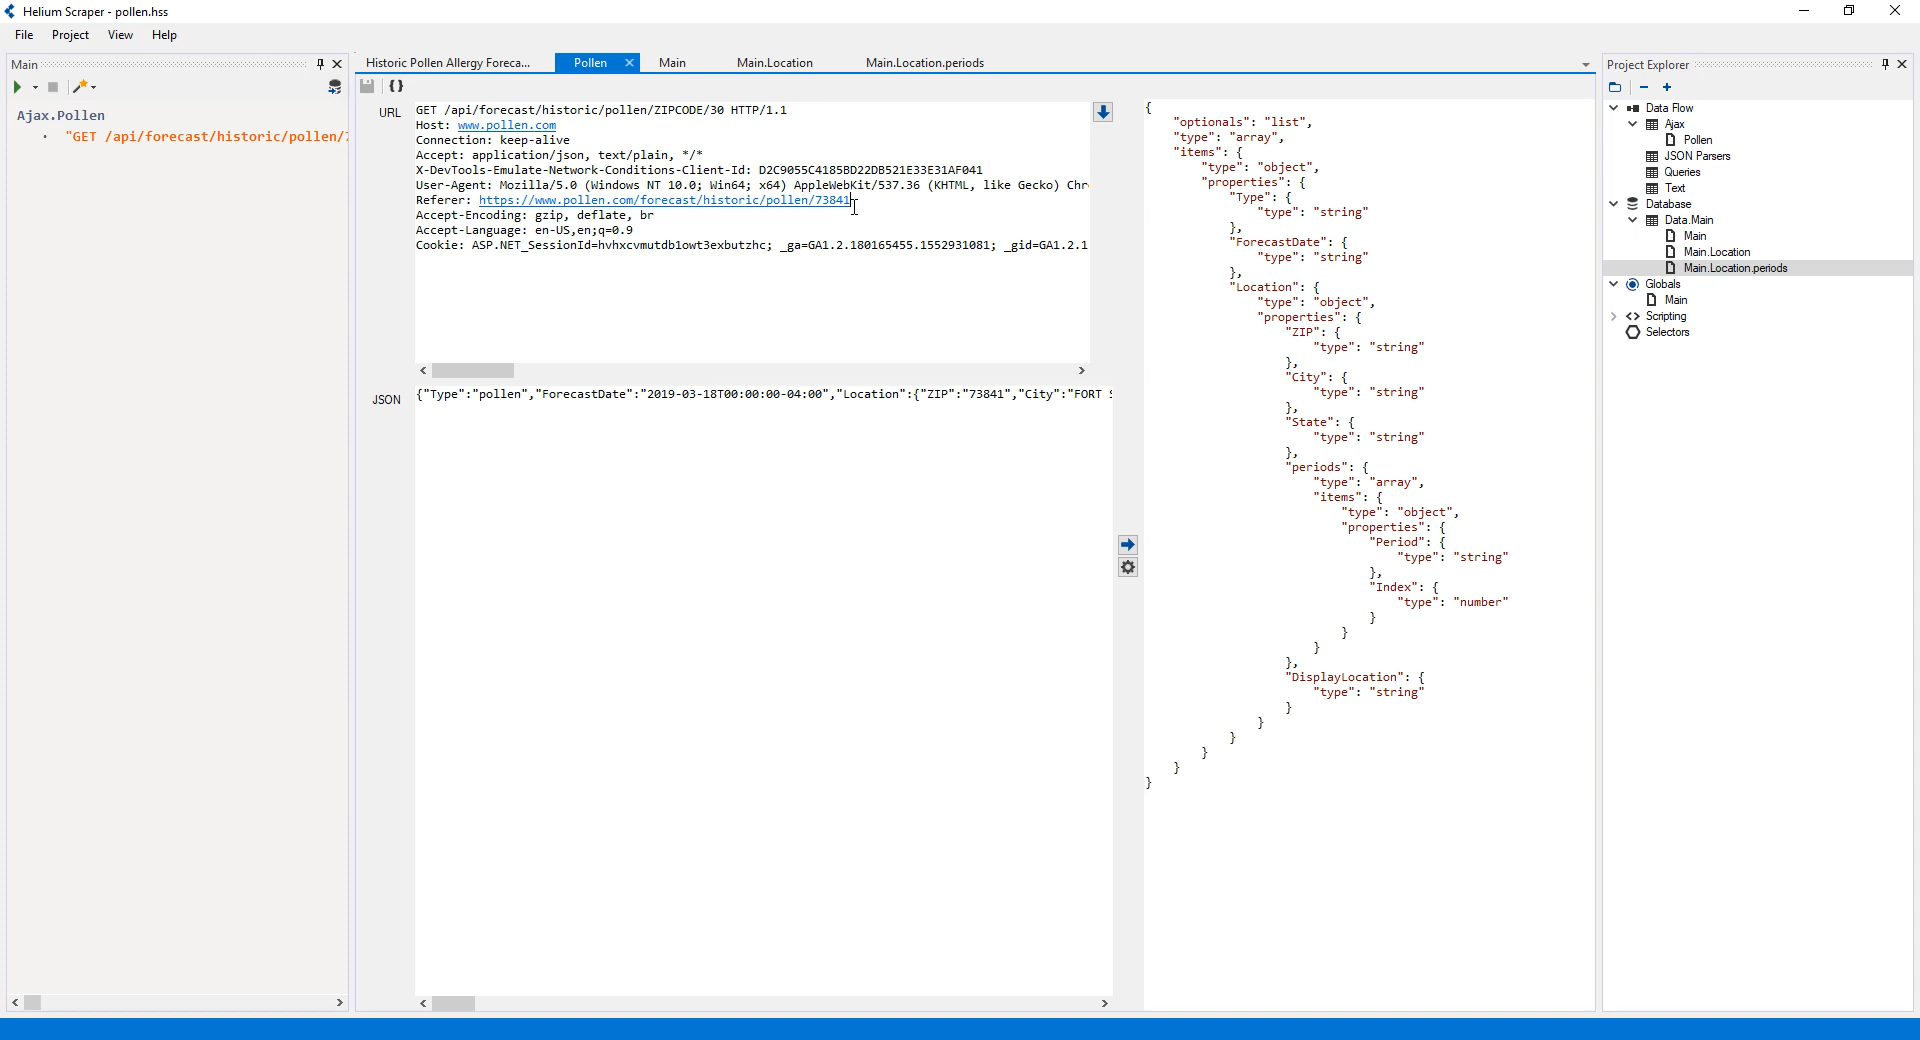 Helium Scraper - pollen.hss
File Project View Help
Main
Ajax.Pollen
"GET /api/forecast/historic/pollen/7
Historic Pollen Allergy Foreca...
Pollen
Main
Main.Location
Main.Location.periods
URL
GET /api/forecast/historic/pollen/ZIPCODE/30 HTTP/1.1
Host: www.pollen.com
Connection: keep-alive
Accept: application/json, text/plain, */*
X-DevTools-Emulate-Network-Conditions-Client-Id: D2C9055C4185BD22DB521E33E31AF041
User-Agent: Mozilla/5.0 (Windows NT 10.0; Win64; x64) AppleWebKit/537.36 (KHTML, like Gecko) Chr
Referer: https://www.pollen.com/forecast/historic/pollen/73841
Accept-Encoding: gzip, deflate, br
Accept-Language: en-US,en;q=0.9
Cookie: ASP.NET_SessionId=hvhxcvmutdb1owt3exbutzhc; _ga=GA1.2.180165455.1552931081; _gid=GA1.2.1
JSON
{"Type":"pollen","ForecastDate":"2019-03-18T00:00:00-04:00","Location":{"ZIP":"73841","City":"FORT S
{
"optionals": "list",
"type": "array",
"items": {
"type": "object",
"properties": {
"Type": {
"type": "string"
},
"ForecastDate": {
"type": "string"
},
"Location": {
"type": "object",
"properties": {
"ZIP": {
"type": "string"
},
"City": {
"type": "string"
},
"State": {
"type": "string"
},
"periods": {
"type": "array",
"items": {
"type": "object",
"properties": {
"Period": {
"type": "string"
},
"Index": {
"type": "number"
}
}
}
},
"DisplayLocation": {
"type": "string"
}
}
}
}
}
}
Project Explorer
Data Flow
Ajax
Pollen
JSON Parsers
Queries
Text
Database
Data.Main
Main
Main.Location
Main.Location.periods
Globals
Main
Scripting
Selectors